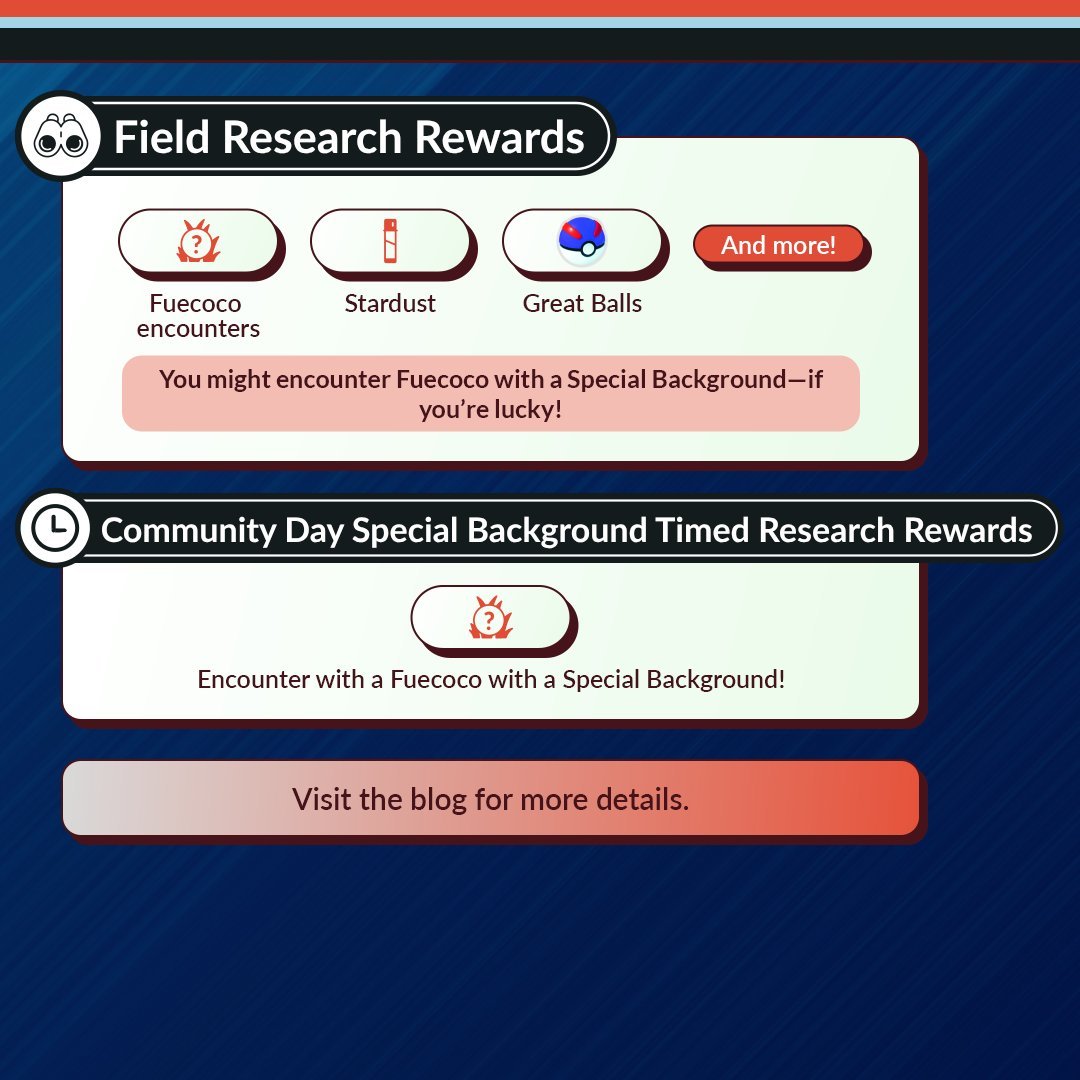 Field Research Rewards
Fuecoco
encounters
Stardust
Great Balls
And more!
You might encounter Fuecoco with a Special Background—if
you’re lucky!
Community Day Special Background Timed Research Rewards
Encounter with a Fuecoco with a Special Background!
Visit the blog for more details.